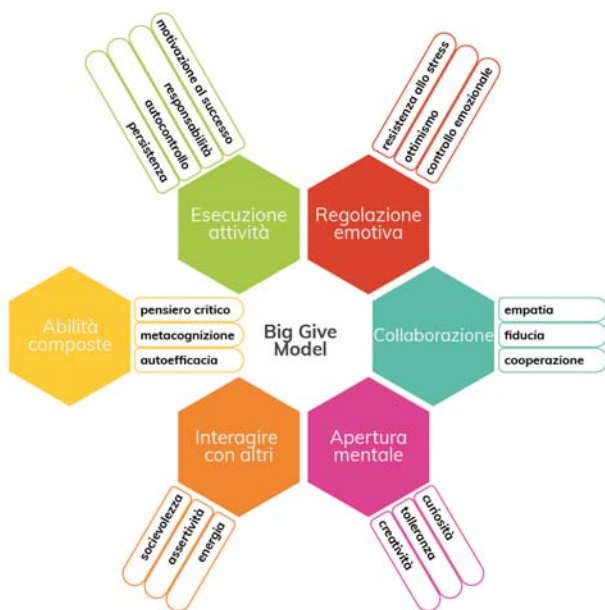 motivazione al successo
responsabilità
autocontrollo
persistenza
resistenza allo stress
ottimismo
controllo emozionale
Esecuzione
attività
Regolazione
emotiva
Abilità
composte
pensiero critico
metacognizione
autoefficacia
Big Give
Model
Collaborazione
empatia
fiducia
cooperazione
Interagire
con altri
Apertura
mentale
socievolezza
assertività
energia
creatività
tolleranza
curiosità